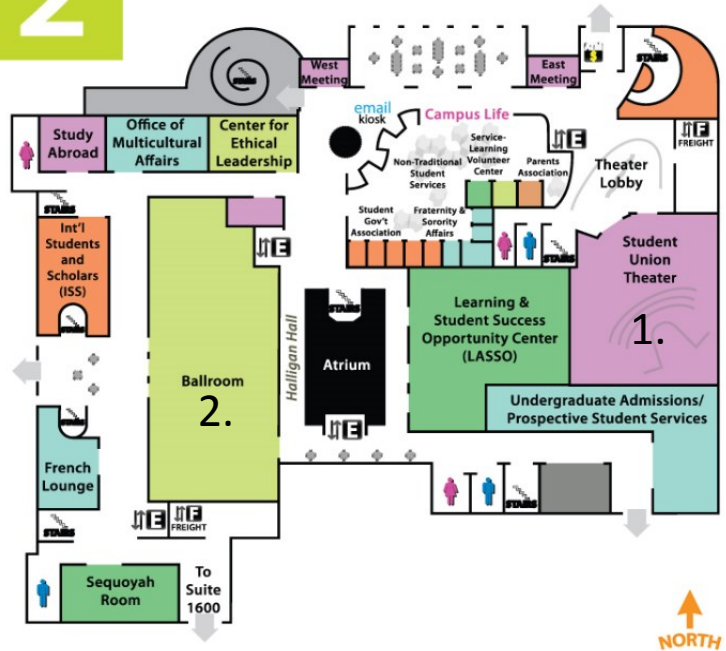 2
West
Meeting
East
Meeting
$
STAIRS
STAIRS
email
kiosk
Campus Life
Study
Abroad
Office of
Multicultural
Affairs
Center for
Ethical
Leadership
Service-
Learning
Volunteer
Center
Non-Traditional
Student
Services
Parents
Association
E
F
FREIGHT
Theater
Lobby
STAIRS
Int'l
Students
and
Scholars
(ISS)
STAIRS
Student
Gov't
Association
Fraternity &
Sorority
Affairs
E
STAIRS
Student
Union
Theater
1.
Halligan Hall
STAIRS
Atrium
E
Learning &
Student Success
Opportunity Center
(LASSO)
Ballroom
2.
Undergraduate Admissions/
Prospective Student Services
STAIRS
French
Lounge
STAIRS
E
F
FREIGHT
STAIRS
Sequoyah
Room
To
Suite
1600
NORTH